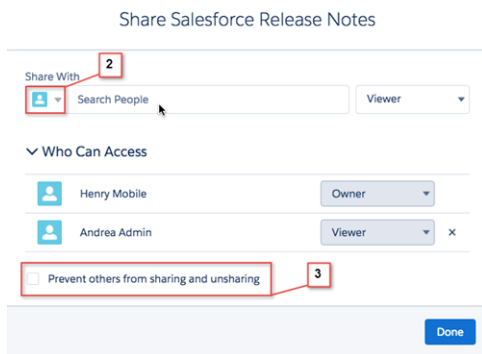 Share Salesforce Release Notes
2
Share With
Search People
Viewer
Who Can Access
Henry Mobile
Owner
Andrea Admin
Viewer
×
Prevent others from sharing and unsharing
3
Done